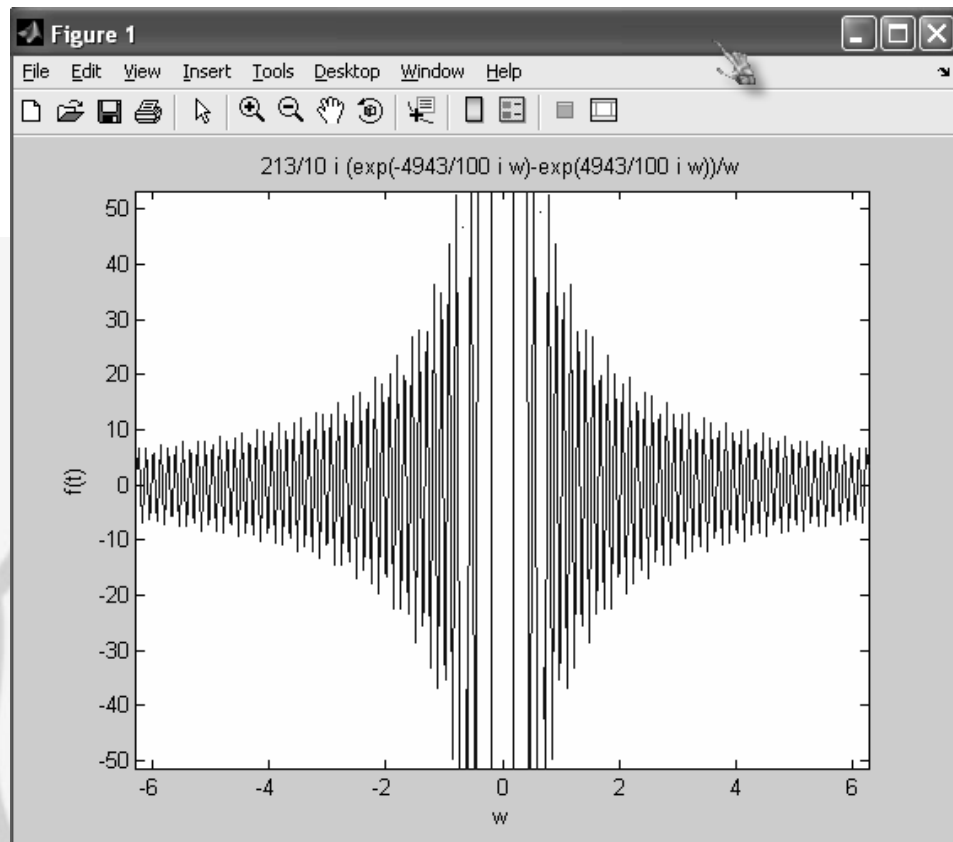 Figure 1
File Edit View Insert Tools Desktop Window Help
213/10 i (exp(-4943/100 i w)-exp(4943/100 i w))/w
50
40
30
20
10
0
-10
-20
-30
-40
-50
f(t)
-6 -4 -2 0 2 4 6
w